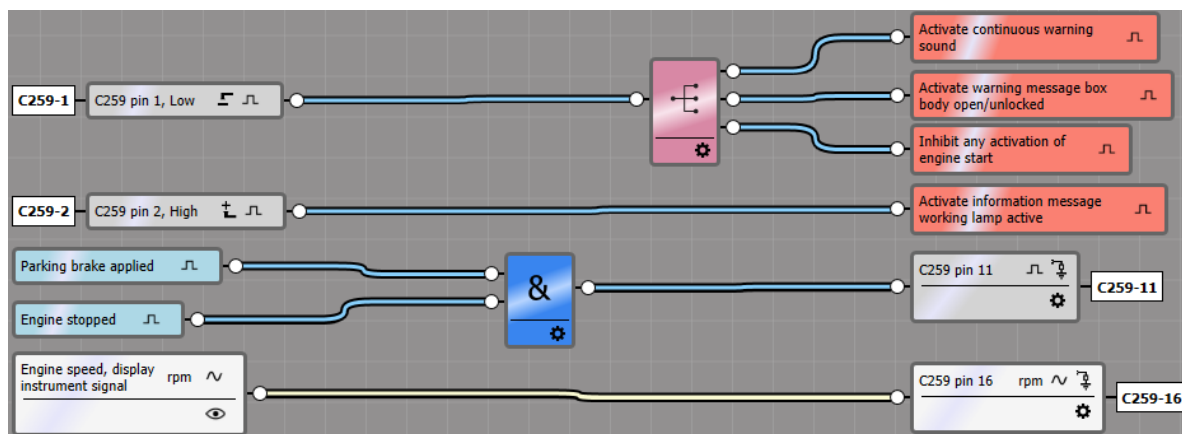 Activate continuous warning
sound
C259-1
C259 pin 1, Low
Activate warning message box
body open/unlocked
Inhibit any activation of
engine start
C259-2
C259 pin 2, High
Activate information message
working lamp active
Parking brake applied
&
C259 pin 11
C259-11
Engine stopped
Engine speed, display
instrument signal
rpm
C259 pin 16
rpm
C259-16